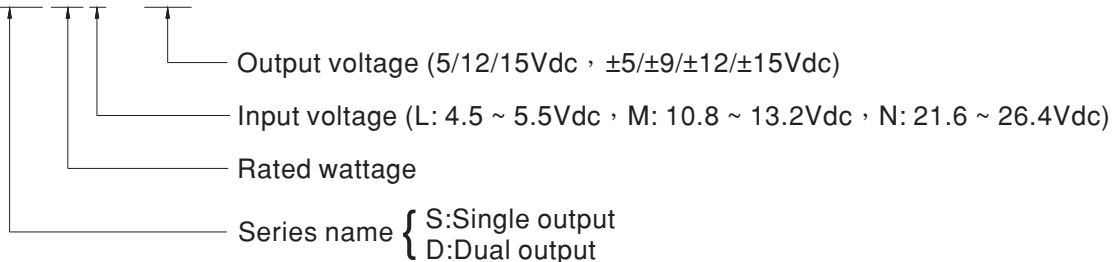 Output voltage (5/12/15Vdc，±5/±9/±12/±15Vdc)
Input voltage (L: 4.5 ~ 5.5Vdc，M: 10.8 ~ 13.2Vdc，N: 21.6 ~ 26.4Vdc)
Rated wattage
Series name { S:Single output
D:Dual output